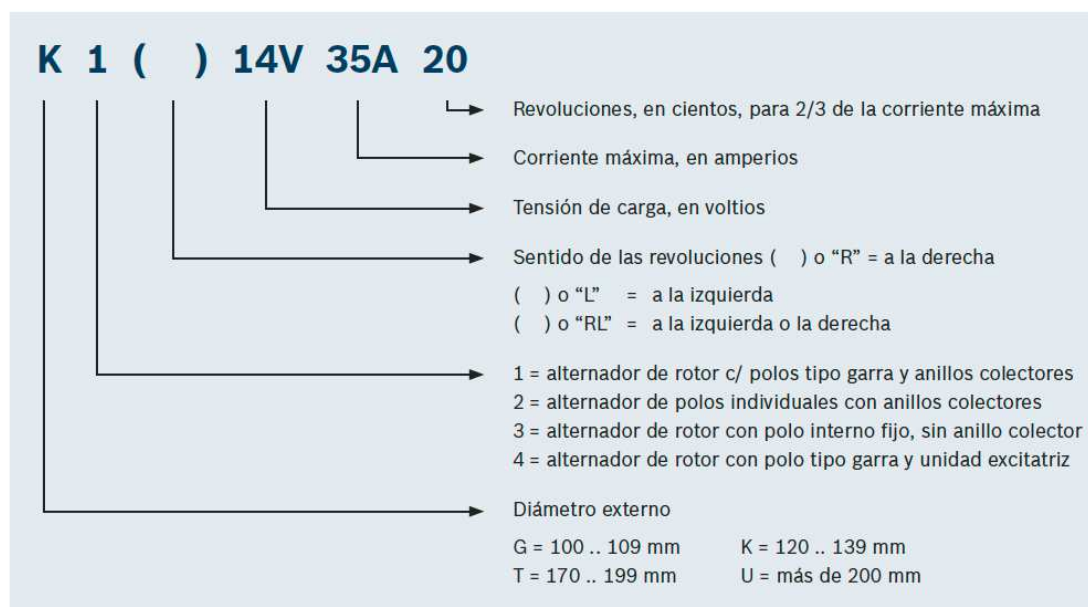 K 1 ( ) 14V 35A 20
Revoluciones, en cientos, para 2/3 de la corriente máxima
Corriente máxima, en amperios
Tensión de carga, en voltios
Sentido de las revoluciones ( ) o “R” = a la derecha
( ) o “L” = a la izquierda
( ) o “RL” = a la izquierda o la derecha
1 = alternador de rotor c/ polos tipo garra y anillos colectores
2 = alternador de polos individuales con anillos colectores
3 = alternador de rotor con polo interno fijo, sin anillo colector
4 = alternador de rotor con polo tipo garra y unidad excitatriz
Diámetro externo
G = 100 .. 109 mm K = 120 .. 139 mm
T = 170 .. 199 mm U = más de 200 mm